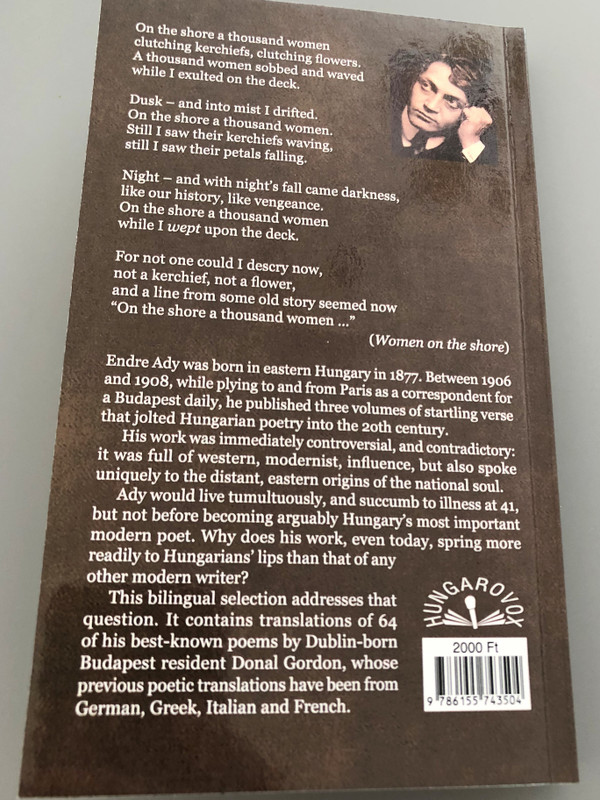 On the shore a thousand women
clutching kerchiefs, clutching flowers.
A thousand women sobbed and waved
while I exulted on the deck.
Dusk – and into mist I drifted.
On the shore a thousand women.
Still I saw their kerchiefs waving,
still I saw their petals falling.
Night – and with night's fall came darkness,
like our history, like vengeance.
On the shore a thousand women
while I wept upon the deck.
For not one could I descry now,
not a kerchief, not a flower,
and a line from some old story seemed now
“On the shore a thousand women ...”
(Women on the shore)
Endre Ady was born in eastern Hungary in 1877. Between 1906
and 1908, while plying to and from Paris as a correspondent for
a Budapest daily, he published three volumes of startling verse
that jolted Hungarian poetry into the 20th century.
His work was immediately controversial, and contradictory:
it was full of western, modernist, influence, but also spoke
uniquely to the distant, eastern origins of the national soul.
Ady would live tumultuously, and succumb to illness at 41,
but not before becoming arguably Hungary's most important
modern poet. Why does his work, even today, spring more
readily to Hungarians' lips than that of any
other modern writer?
This bilingual selection addresses that
question. It contains translations of 64
of his best-known poems by Dublin-born
Budapest resident Donal Gordon, whose
previous poetic translations have been from
German, Greek, Italian and French.
HUNGAROVOX
2000 Ft
9 786155 743504